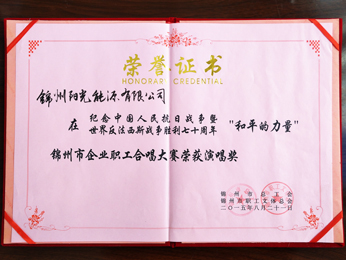 荣誉证书
HONORARY CREDENTIAL
锦州阳光能源有限公司
在 纪念中国人民抗日战争暨
世界反法西斯战争胜利七十周年 “和平的力量”
锦州市企业职工合唱大赛荣获演唱奖
锦州市总工会
锦州市职工文体总会
二〇一五年八月二十一日